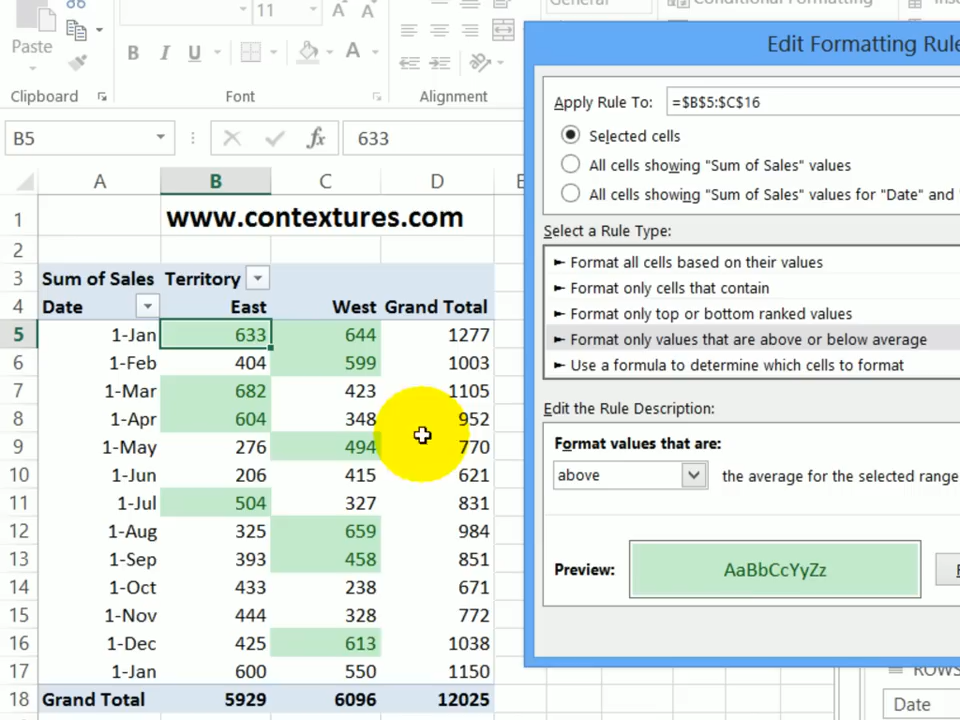 11
General
Conditional Formatting
Paste
B I U A
Clipboard
Font
Alignment
Edit Formatting Rule
Apply Rule To: =$B$5:$C$16
Selected cells
All cells showing "Sum of Sales" values
All cells showing "Sum of Sales" values for "Date" and
Select a Rule Type:
► Format all cells based on their values
► Format only cells that contain
► Format only top or bottom ranked values
► Format only values that are above or below average
► Use a formula to determine which cells to format
Edit the Rule Description:
Format values that are:
above the average for the selected range
Preview: AaBbCcYyZz
B5 fx 633
A B C D E
1 www.contextures.com
2
3 Sum of Sales Territory
4 Date East West Grand Total
5 1-Jan 633 644 1277
6 1-Feb 404 599 1003
7 1-Mar 682 423 1105
8 1-Apr 604 348 952
9 1-May 276 494 770
10 1-Jun 206 415 621
11 1-Jul 504 327 831
12 1-Aug 325 659 984
13 1-Sep 393 458 851
14 1-Oct 433 238 671
15 1-Nov 444 328 772
16 1-Dec 425 613 1038
17 1-Jan 600 550 1150
18 Grand Total 5929 6096 12025
ROWS
Date